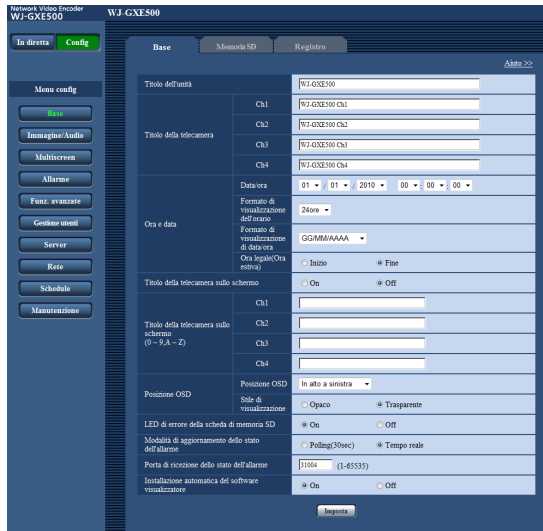 Network Video Encoder
WJ-GXE500
WJ-GXE500
In diretta Config
Base Memoria SD Registro
Aiuto >>
Menu config
Base
Immagine/Audio
Multiscreen
Allarme
Funz. avanzate
Gestione utenti
Server
Rete
Schedule
Manutenzione
Titolo dell'unità WJ-GXE500
Titolo della telecamera
Ch1 WJ-GXE500 Ch1
Ch2 WJ-GXE500 Ch2
Ch3 WJ-GXE500 Ch3
Ch4 WJ-GXE500 Ch4
Ora e data
Data/ora 01 / 01 / 2010 00 : 00 : 00
Formato di
visualizzazione
dell'orario
24ore
Formato di
visualizzazione
di data/ora
GG/MM/AAAA
Ora legale(Ora
estiva)
Inizio Fine
Titolo della telecamera sullo schermo On Off
Titolo della telecamera sullo
schermo
(0 ~ 9,A ~ Z)
Ch1
Ch2
Ch3
Ch4
Posizione OSD
Posizione OSD In alto a sinistra
Stile di
visualizzazione
Opaco Trasparente
LED di errore della scheda di
memoria SD
On Off
Modalità di aggiornamento dello stato
dell'allarme
Polling(30sec) Tempo reale
Porta di ricezione dello stato dell'allarme 31004 (1-65535)
Installazione automatica del software
visualizzatore
On Off
Imposta